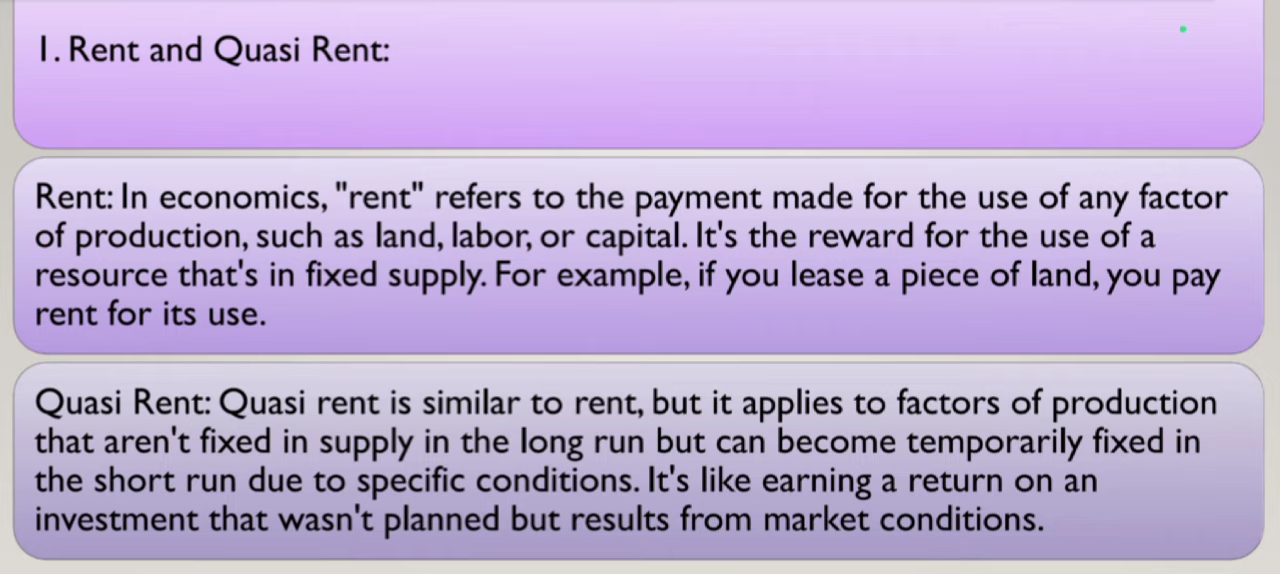 1. Rent and Quasi Rent:
Rent: In economics, "rent" refers to the payment made for the use of any factor
of production, such as land, labor, or capital. It's the reward for the use of a
resource that's in fixed supply. For example, if you lease a piece of land, you pay
rent for its use.
Quasi Rent: Quasi rent is similar to rent, but it applies to factors of production
that aren't fixed in supply in the long run but can become temporarily fixed in
the short run due to specific conditions. It's like earning a return on an
investment that wasn't planned but results from market conditions.